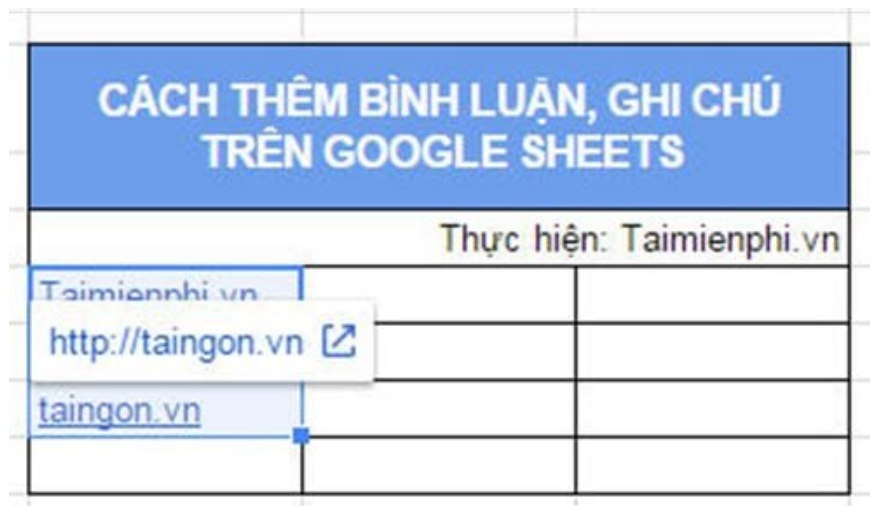 CÁCH THÊM BÌNH LUẬN, GHI CHÚ
TRÊN GOOGLE SHEETS
Thực hiện: Taimienphi.vn
Taimienphi.vn
http://taingon.vn
taingon.vn